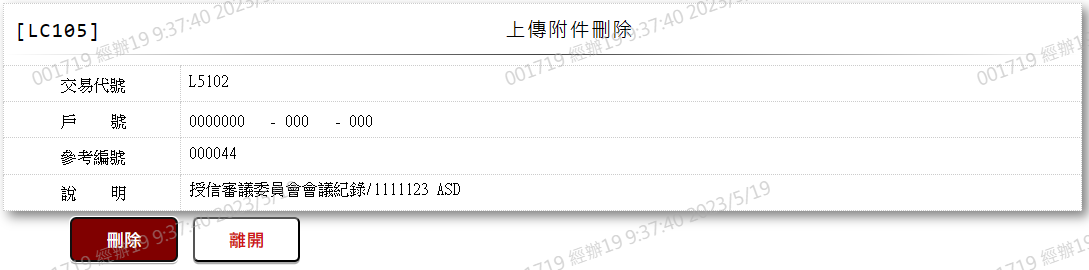 [LC105] 上傳附件刪除
交易代號 L5102
戶 號 0000000 - 000 - 000
參考編號 000044
說 明 授信審議委員會會議紀錄/1111123 ASD
刪除 離開
001719 經辦19 9:37:40 2023/5/19